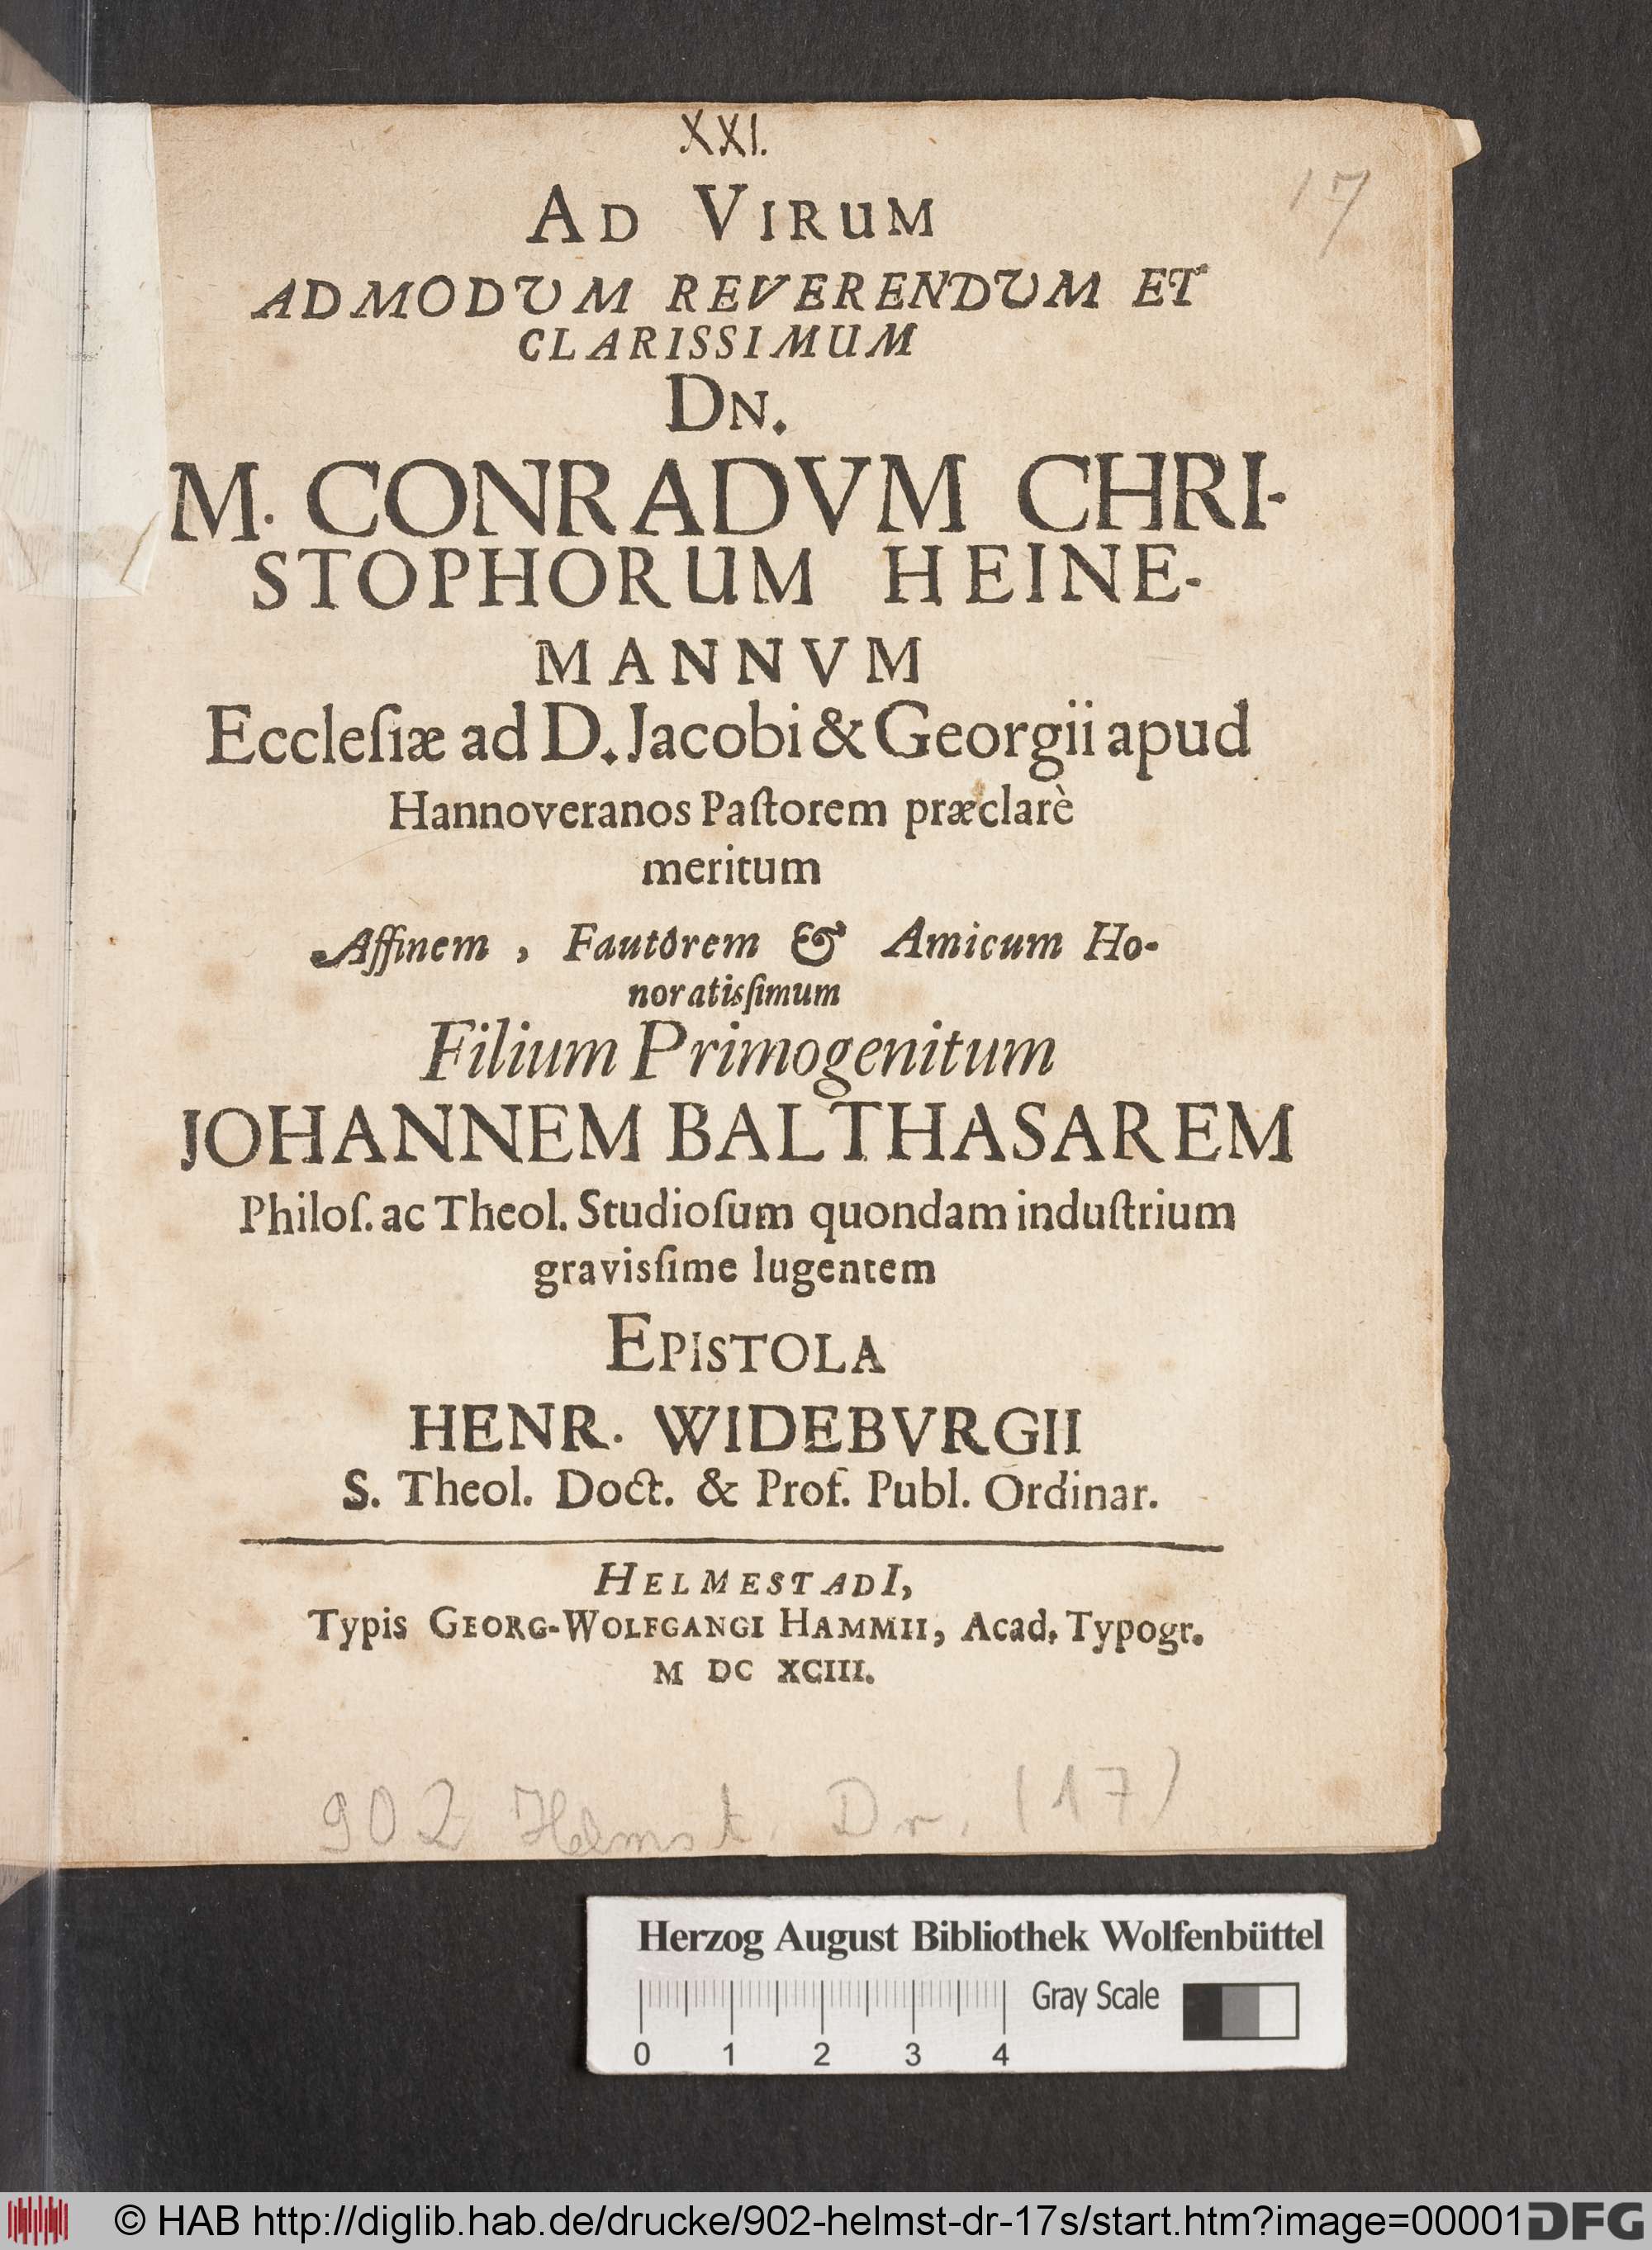 XXI.
17
AD VIRUM
ADMODUM REVERENDUM ET
CLARISSIMUM
DN.
M. CONRADVM CHRI-
STOPHORUM HEINE-
MANNVM
Eccleſiæ ad D. Jacobi & Georgii apud
Hannoveranos Paſtorem præclarè
meritum
Affinem, Fautorem & Amicum Ho-
noratisſimum
Filium Primogenitum
JOHANNEM BALTHASAREM
Philoſ. ac Theol. Studioſum quondam induſtrium
gravisſime lugentem
EPISTOLA
HENR. WIDEBVRGII
S. Theol. Doct. & Prof. Publ. Ordinar.
HELMESTADI,
Typis GEORG-WOLFGANGI HAMMII, Acad. Typogr.
M DC XCIII.
902 Helmst. Dr. (17)
Herzog August Bibliothek Wolfenbüttel
Gray Scale
0 1 2 3 4
© HAB http://diglib.hab.de/drucke/902-helmst-dr-17s/start.htm?image=00001
DFG